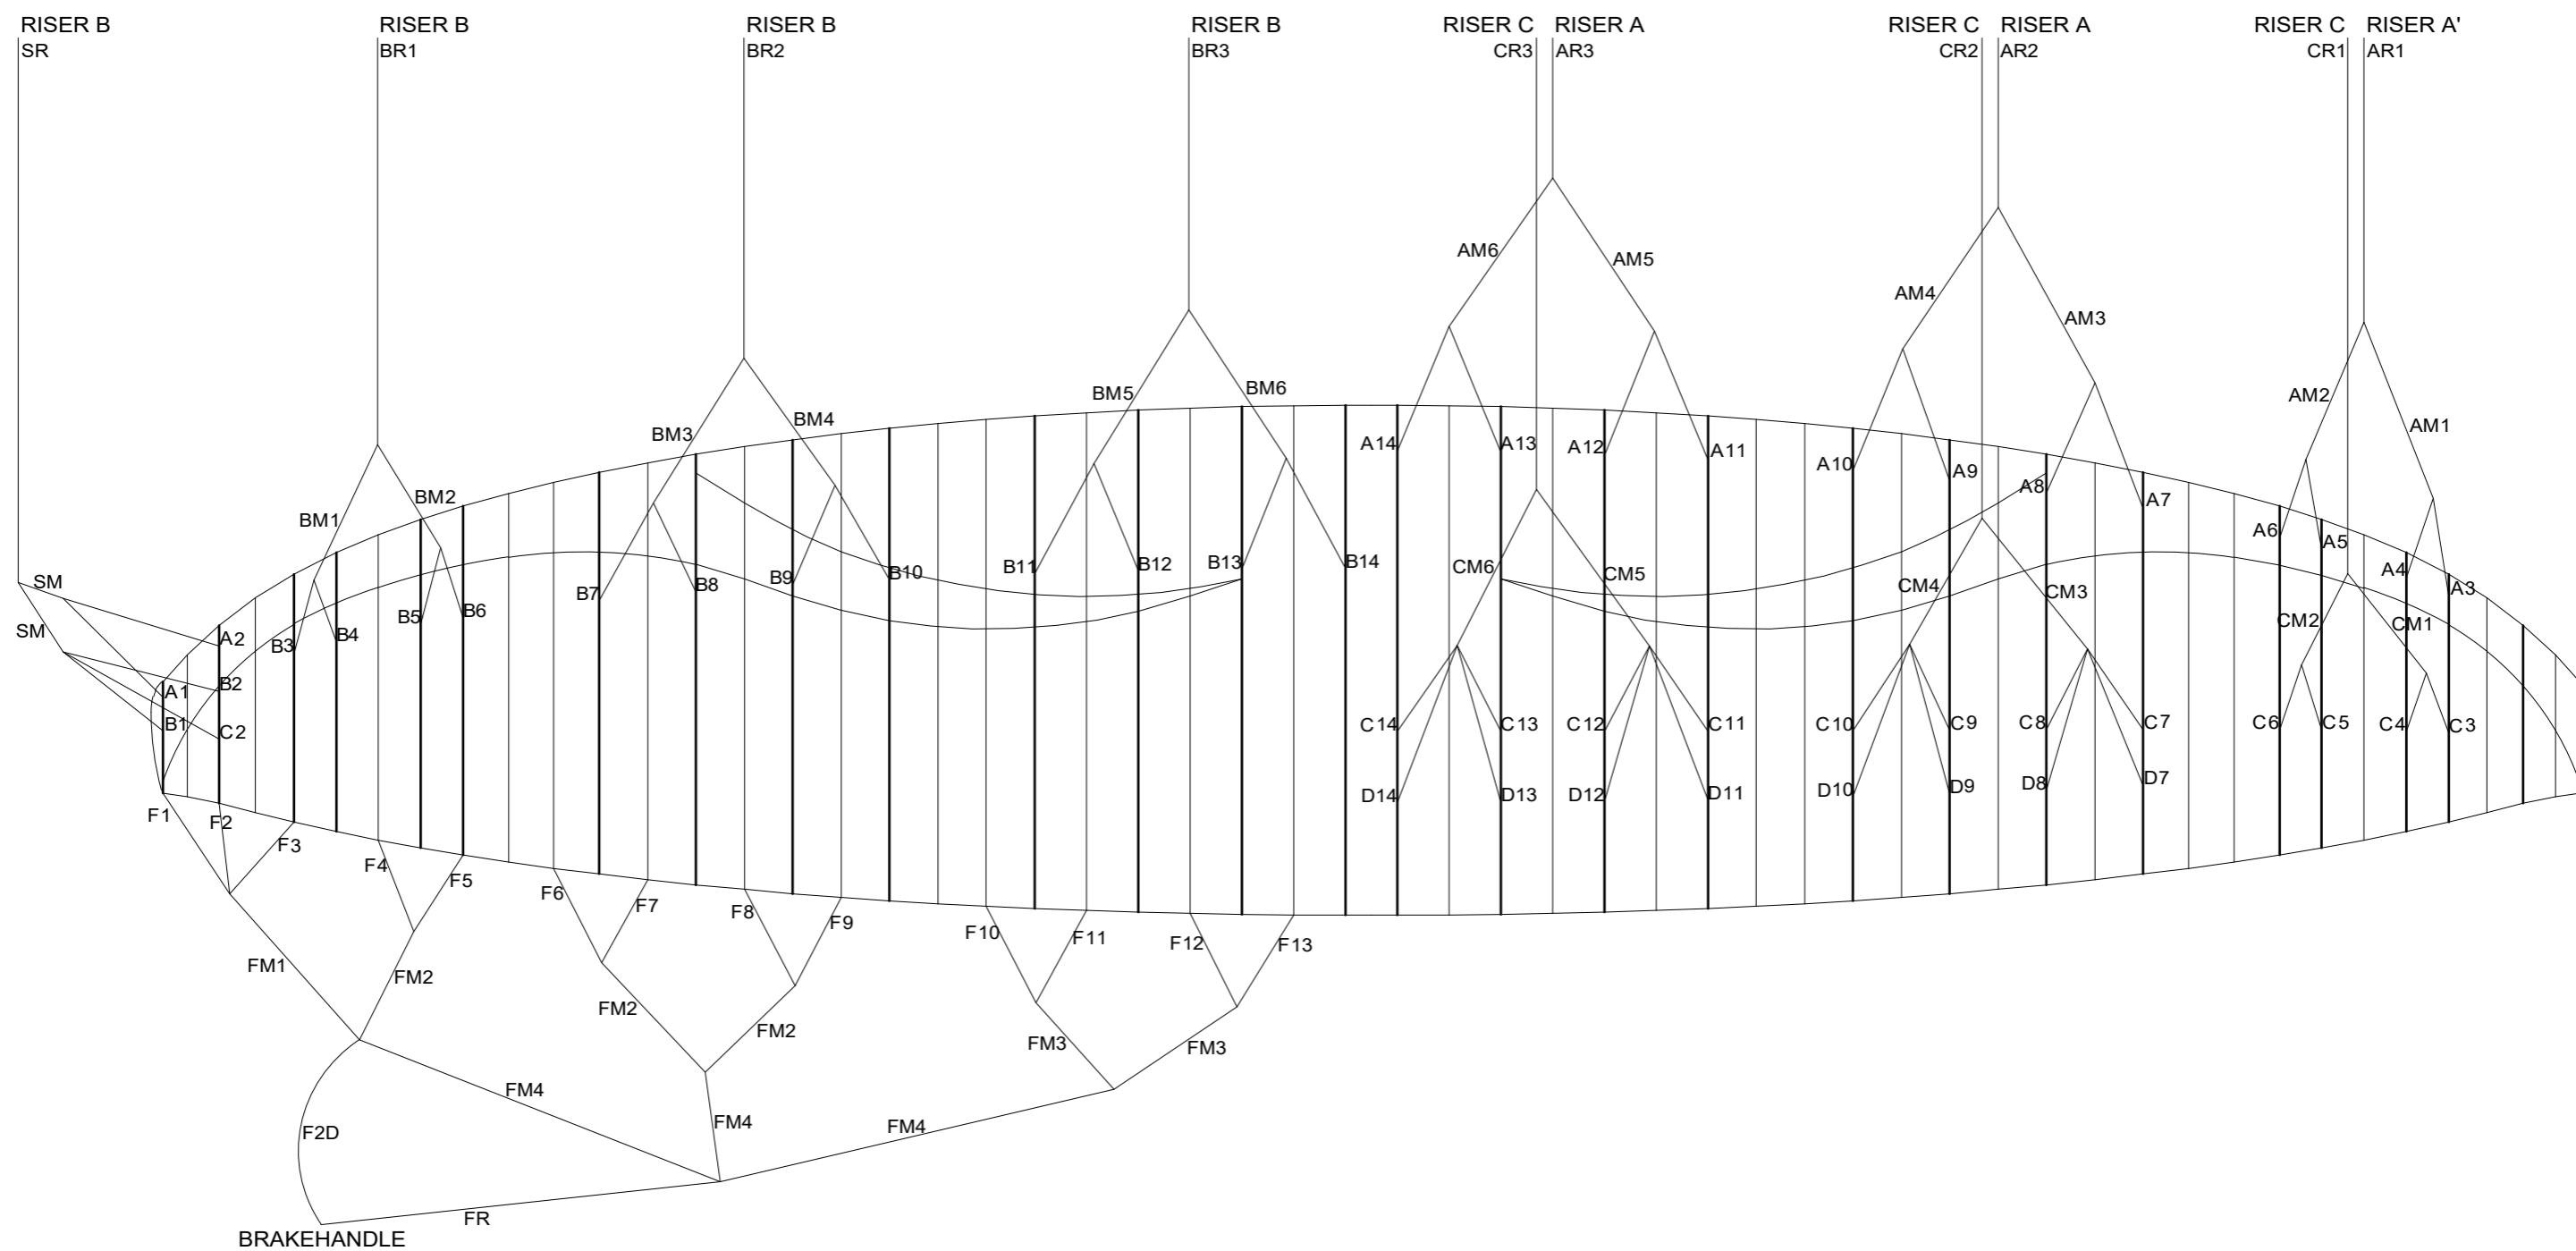 RISER B
RISER B
RISER B
RISER B
RISER C
RISER A
RISER C
RISER A
RISER C
RISER A'
SR
BR1
BR2
BR3
CR3
AR3
CR2
AR2
CR1
AR1
AM6
AM5
AM4
AM3
AM2
AM1
BM5
BM6
BM4
BM3
BM2
BM1
A14
A13
A12
A11
A10
A9
A8
A7
A6
A5
A4
A3
SM
SM
B3
B4
B5
B6
B7
B8
B9
B10
B11
B12
B13
B14
CM6
CM5
CM4
CM3
CM2
CM1
A2
B2
A1
B1
C2
C14
C13
C12
C11
C10
C9
C8
C7
C6
C5
C4
C3
D14
D13
D12
D11
D10
D9
D8
D7
F1
F2
F3
F4
F5
F6
F7
F8
F9
F10
F11
F12
F13
FM1
FM2
FM2
FM2
FM3
FM3
FM4
FM4
FM4
F2D
FR
BRAKEHANDLE